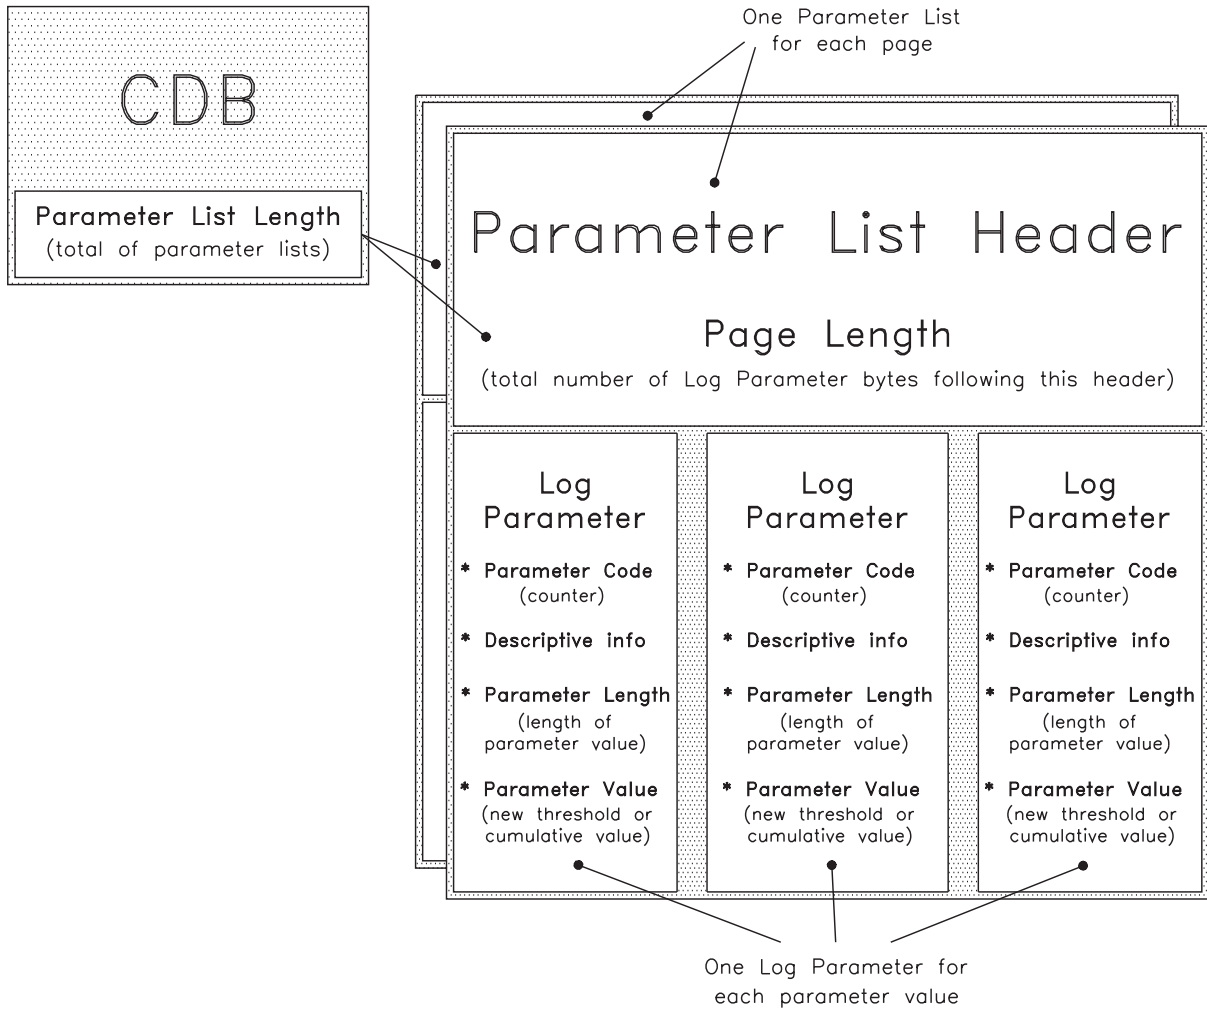 One Parameter List
for each page
CDB
Parameter List Length
(total of parameter lists)
Parameter List Header
Page Length
(total number of Log Parameter bytes following this header)
Log
Parameter
* Parameter Code
(counter)
* Descriptive info
* Parameter Length
(length of
parameter value)
* Parameter Value
(new threshold or
cumulative value)
Log
Parameter
* Parameter Code
(counter)
* Descriptive info
* Parameter Length
(length of
parameter value)
* Parameter Value
(new threshold or
cumulative value)
Log
Parameter
* Parameter Code
(counter)
* Descriptive info
* Parameter Length
(length of
parameter value)
* Parameter Value
(new threshold or
cumulative value)
One Log Parameter for
each parameter value